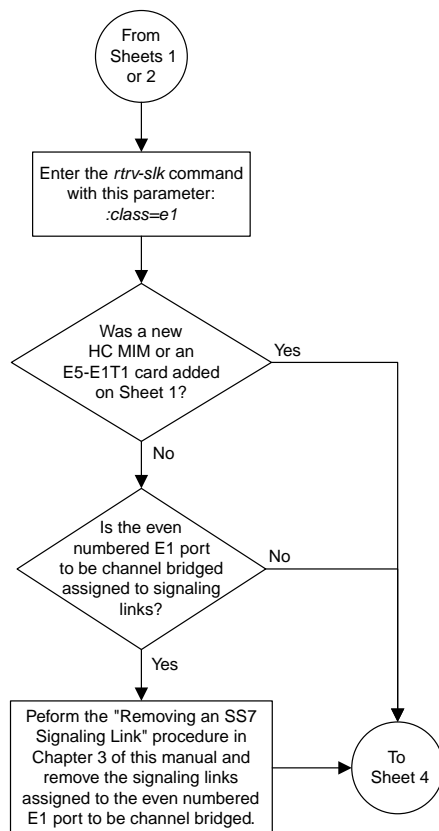 From
Sheets 1
or 2
Enter the rtrv-slk command
with this parameter:
:class=e1
Was a new
HC MIM or an
E5-E1T1 card added
on Sheet 1?
Yes
No
Is the even
numbered E1 port
to be channel bridged
assigned to signaling
links?
No
Yes
Peform the "Removing an SS7
Signaling Link" procedure in
Chapter 3 of this manual and
remove the signaling links
assigned to the even numbered
E1 port to be channel bridged.
To
Sheet 4